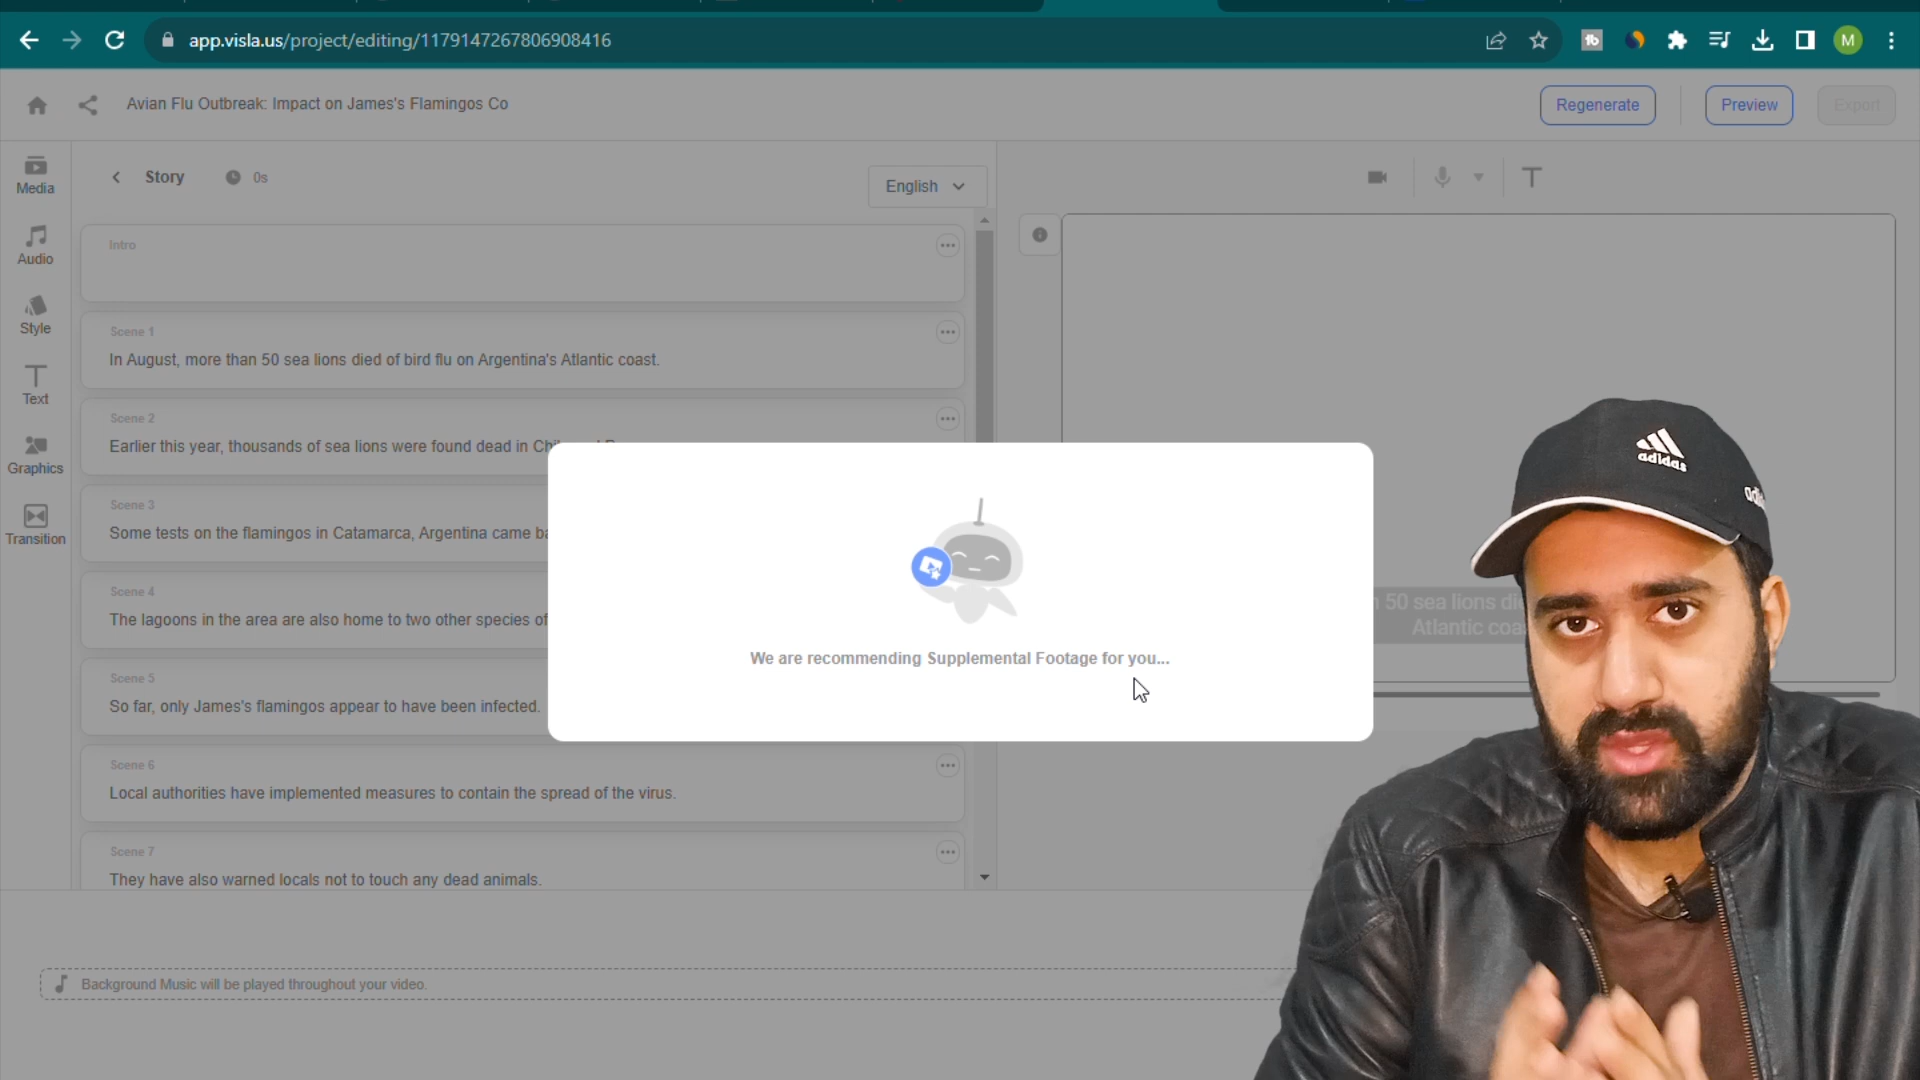 app.visla.us/project/editing/1179147267806908416
M
Avian Flu Outbreak: Impact on James's Flamingos Co
Regenerate
Preview
Export
Media
Audio
Style
Text
Graphics
Transition
Story
0s
English
Intro
Scene 1
In August, more than 50 sea lions died of bird flu on Argentina's Atlantic coast.
Scene 2
Earlier this year, thousands of sea lions were found dead in
Scene 3
Some tests on the flamingos in Catamarca, Argentina came
Scene 4
The lagoons in the area are also home to two other species of
Scene 5
So far, only James's flamingos appear to have been infected.
Scene 6
Local authorities have implemented measures to contain the spread of the virus.
Scene 7
They have also warned locals not to touch any dead animals.
We are recommending Supplemental Footage for you...
50 sea lions
Atlantic
adidas
Background Music will be played throughout your video.